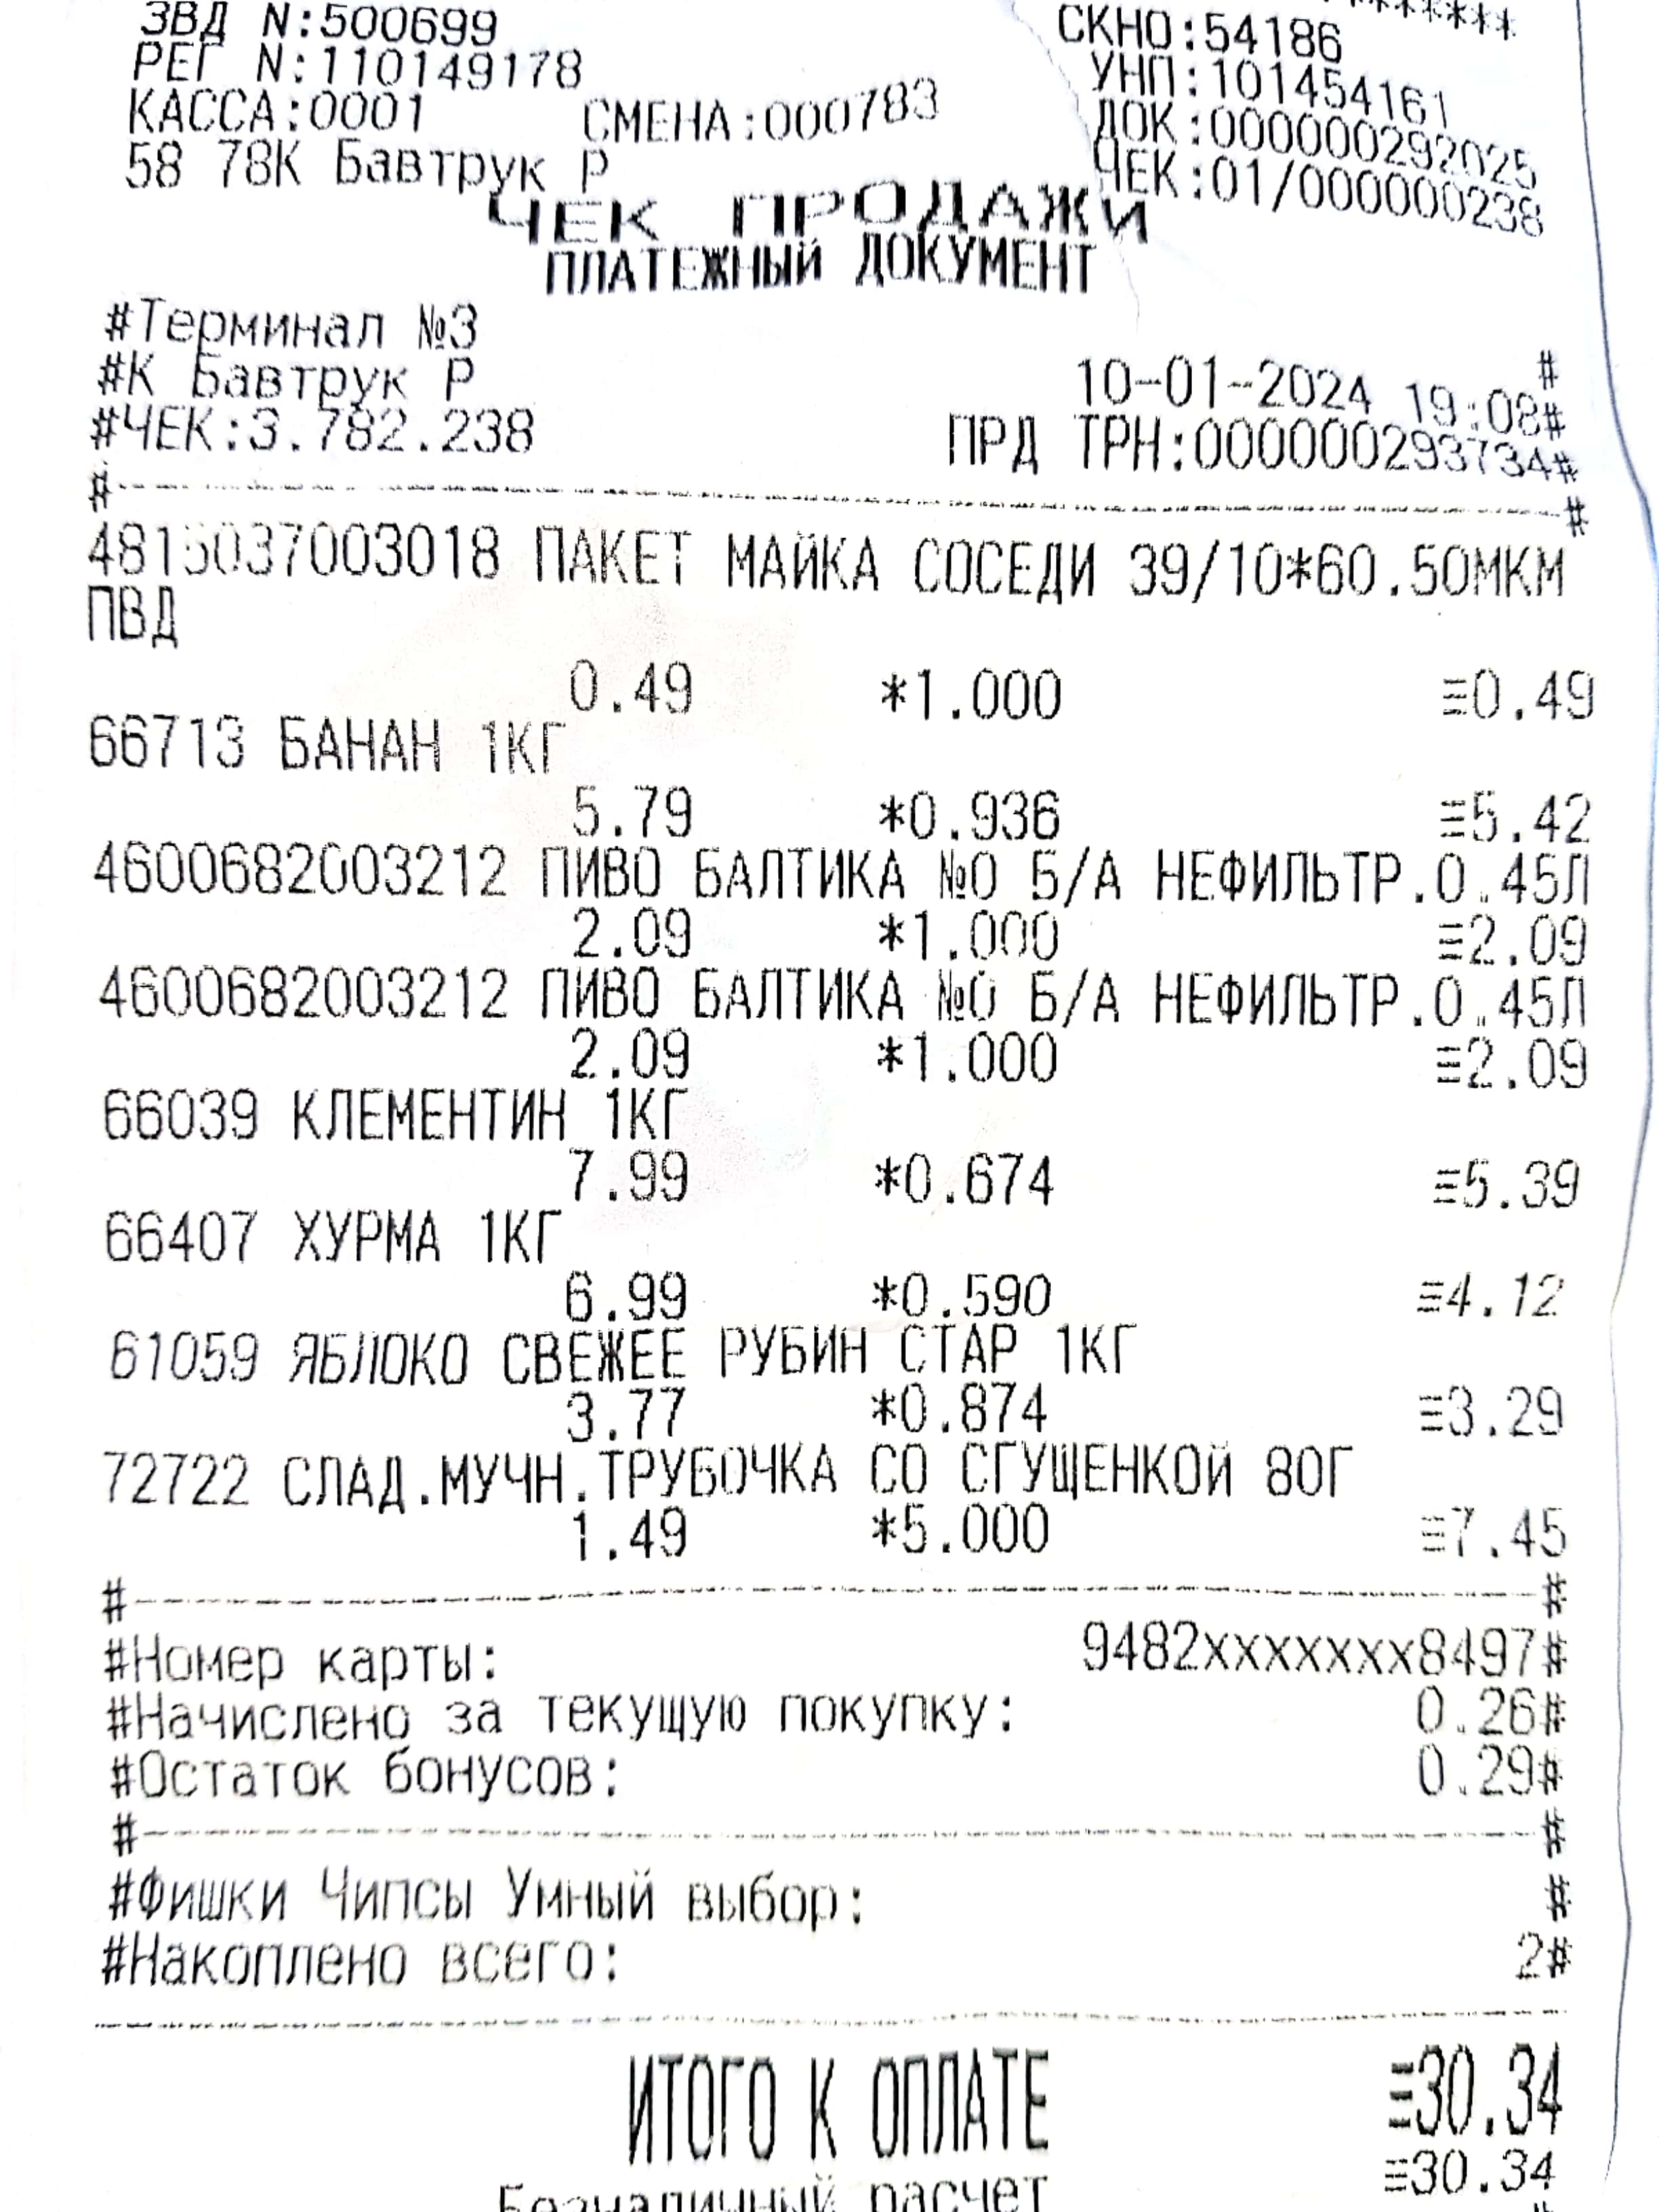 ЗВД N:500699 СКНО:54186
РЕГ N:110149178 УНП:101454161
КАССА:0001 СМЕНА:000783 ДОК:000000292025
58 78К Бавтрук Р ЧЕК:01/000000238
ЧЕК ПРОДАЖИ
ПЛАТЕЖНЫЙ ДОКУМЕНТ
#Терминал №3 #
#К Бавтрук Р 10-01-2024 19:08#
#ЧЕК:3.782.238 ПРД ТРН:000000293734#
#------------------------------#
4815037003018 ПАКЕТ МАЙКА СОСЕДИ 39/10*60.50МКМ
ПВД
0.49 *1.000 ≡0.49
66713 БАНАН 1КГ
5.79 *0.936 ≡5.42
4600682003212 ПИВО БАЛТИКА №0 Б/А НЕФИЛЬТР.0.45Л
2.09 *1.000 ≡2.09
4600682003212 ПИВО БАЛТИКА №0 Б/А НЕФИЛЬТР.0.45Л
2.09 *1.000 ≡2.09
66039 КЛЕМЕНТИН 1КГ
7.99 *0.674 ≡5.39
66407 ХУРМА 1КГ
6.99 *0.590 ≡4.12
61059 ЯБЛОКО СВЕЖЕЕ РУБИН СТАР 1КГ
3.77 *0.874 ≡3.29
72722 СЛАД.МУЧН.ТРУБОЧКА СО СГУЩЕНКОЙ 80Г
1.49 *5.000 ≡7.45
#------------------------------#
#Номер карты: 9482xxxxxxx8497#
#Начислено за текущую покупку: 0.26#
#Остаток бонусов: 0.29#
#------------------------------#
#Фишки Чипсы Умный выбор: #
#Накоплено всего: 2#
ИТОГО К ОПЛАТЕ ≡30.34
Безналичный расчет ≡30.34